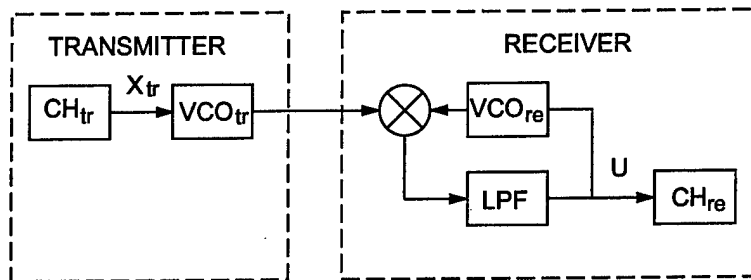 TRANSMITTER
RECEIVER
X_tr
CH_tr
VCO_tr
VCO_re
U
LPF
CH_re